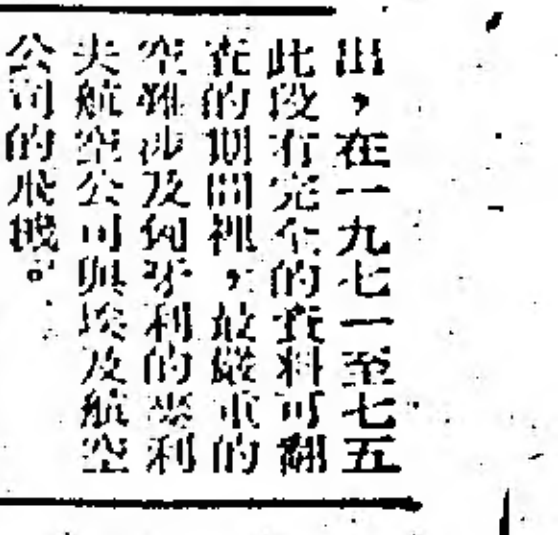 出，在一九七一至七五
此段有完全的資料可翻
查的期間裡，最嚴重的
空難涉及匈牙利的馬利
夫航空公司與埃及航空
公司的飛機。